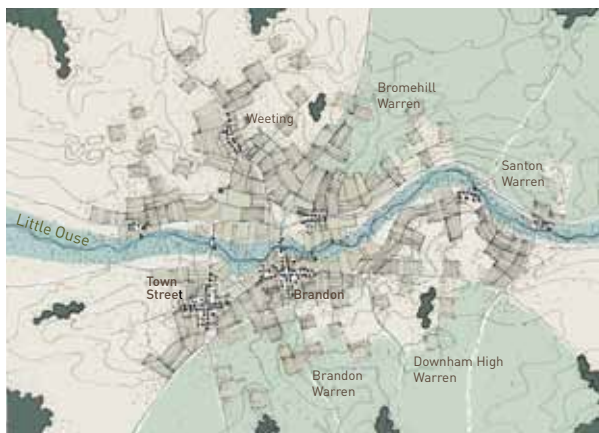 Bromehill
Warren
Weeting
Santon
Warren
Little Ouse
Town
Street
Brandon
Downham High
Warren
Brandon
Warren